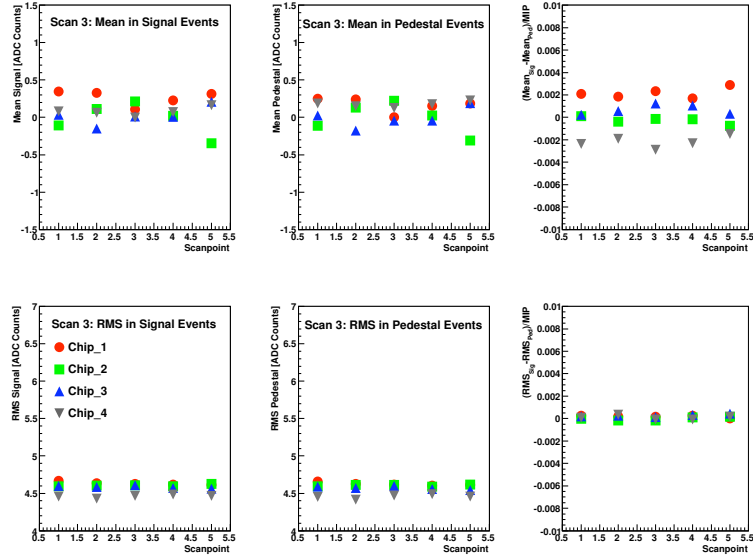 Scan 3: Mean in Signal Events
Mean Signal [ADC Counts]
1.5
1
0.5
0
-0.5
-1
-1.5
0.5 1 1.5 2 2.5 3 3.5 4 4.5 5 5.5
Scanpoint
Scan 3: Mean in Pedestal Events
Mean Pedestal [ADC Counts]
1.5
1
0.5
0
-0.5
-1
-1.5
0.5 1 1.5 2 2.5 3 3.5 4 4.5 5 5.5
Scanpoint
(Mean_Sig-Mean_Ped)/MIP
0.01
0.008
0.006
0.004
0.002
0
-0.002
-0.004
-0.006
-0.008
-0.01
0.5 1 1.5 2 2.5 3 3.5 4 4.5 5 5.5
Scanpoint
Scan 3: RMS in Signal Events
Chip_1
Chip_2
Chip_3
Chip_4
RMS Signal [ADC Counts]
7
6.5
6
5.5
5
4.5
4
0.5 1 1.5 2 2.5 3 3.5 4 4.5 5 5.5
Scanpoint
Scan 3: RMS in Pedestal Events
RMS Pedestal [ADC Counts]
7
6.5
6
5.5
5
4.5
4
0.5 1 1.5 2 2.5 3 3.5 4 4.5 5 5.5
Scanpoint
(RMS_Sig-RMS_Ped)/MIP
0.01
0.008
0.006
0.004
0.002
0
-0.002
-0.004
-0.006
-0.008
-0.01
0.5 1 1.5 2 2.5 3 3.5 4 4.5 5 5.5
Scanpoint